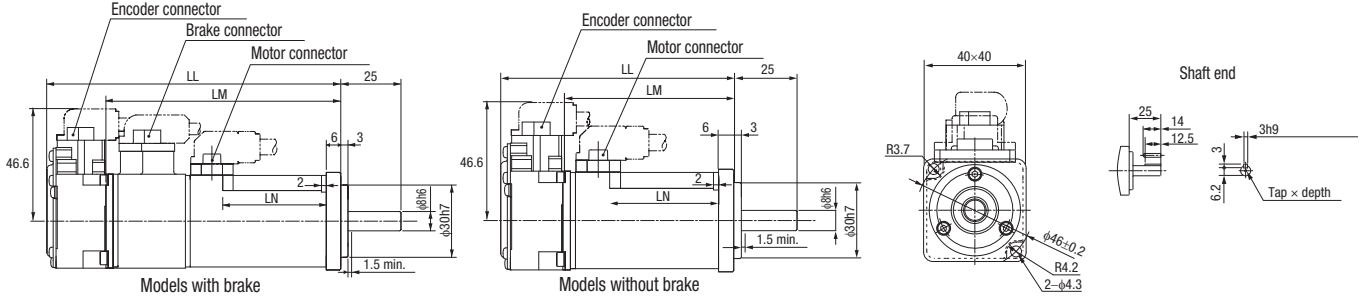 Encoder connector
Brake connector
Motor connector
LL
25
LM
6
3
46.6
2
LN
φ8h6
φ30h7
1.5 min.
Models with brake
Encoder connector
Motor connector
LL
25
LM
6
3
46.6
2
LN
φ8h6
φ30h7
1.5 min.
Models without brake
40×40
R3.7
φ46±0.2
R4.2
2−φ4.3
Shaft end
25
14
12.5
3h9
3
6.2
Tap × depth